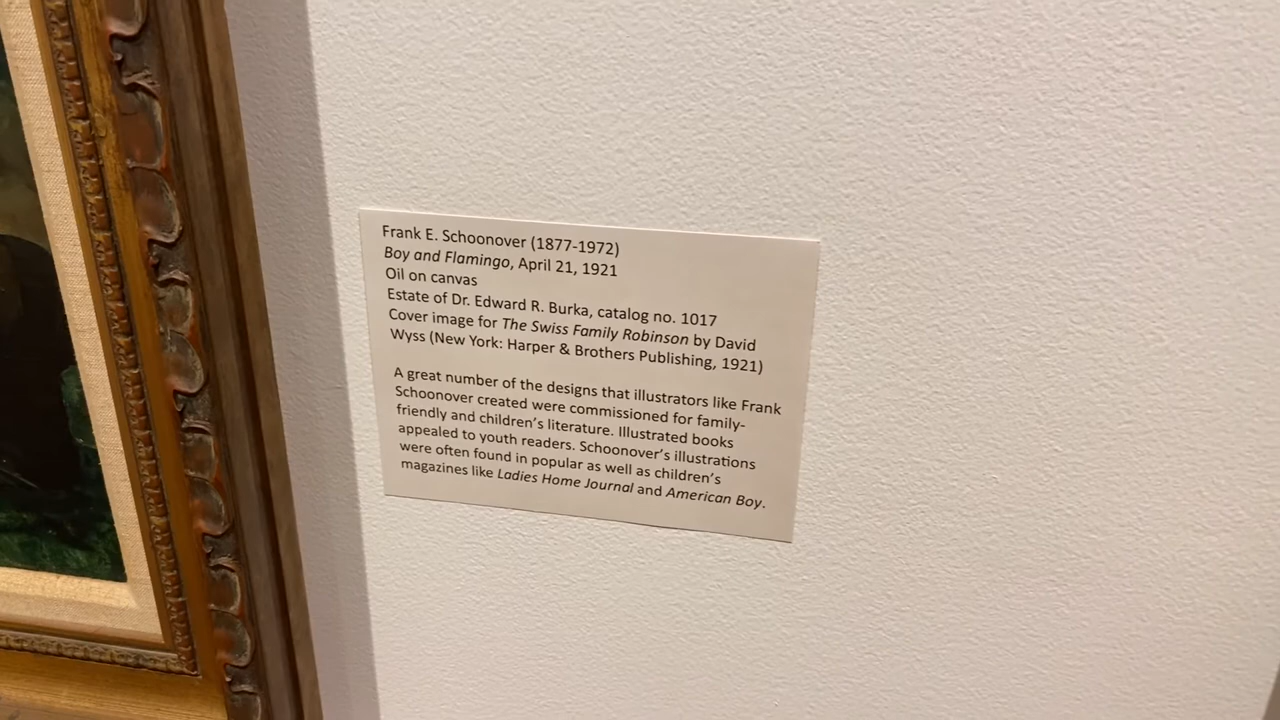 Frank E. Schoonover (1877-1972)
Boy and Flamingo, April 21, 1921
Oil on canvas
Estate of Dr. Edward R. Burka, catalog no. 1017
Cover image for The Swiss Family Robinson by David
Wyss (New York: Harper & Brothers Publishing, 1921)
A great number of the designs that illustrators like Frank
Schoonover created were commissioned for family-
friendly and children's literature. Illustrated books
appealed to youth readers. Schoonover's illustrations
were often found in popular as well as children's
magazines like Ladies Home Journal and American Boy.